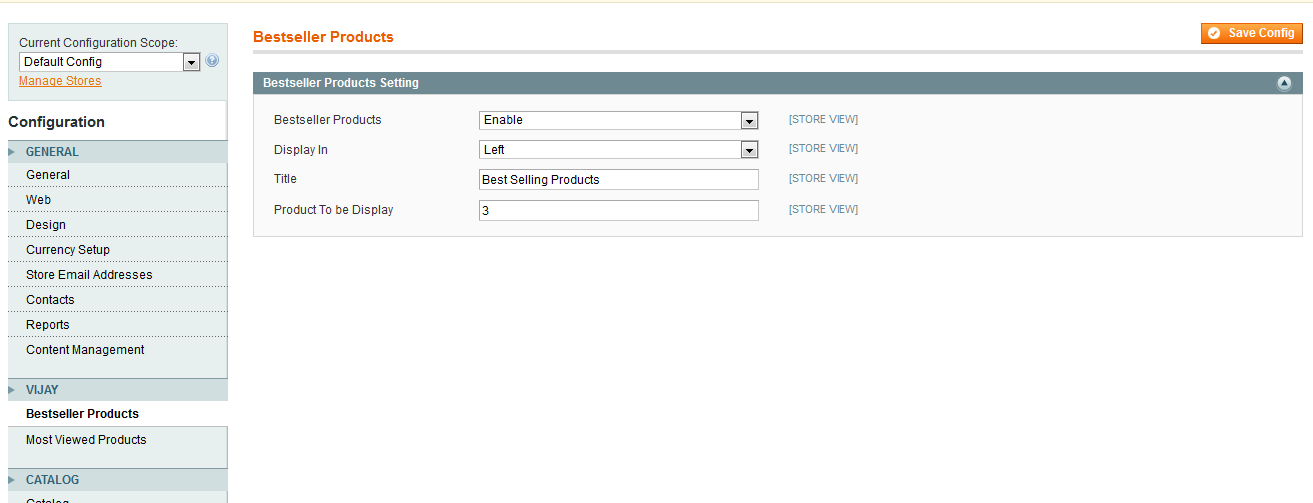 Current Configuration Scope:
Default Config
Manage Stores
Configuration
GENERAL
General
Web
Design
Currency Setup
Store Email Addresses
Contacts
Reports
Content Management
VIJAY
Bestseller Products
Most Viewed Products
CATALOG
Catalog
Bestseller Products
Save Config
Bestseller Products Setting
Bestseller Products Enable [STORE VIEW]
Display In Left [STORE VIEW]
Title Best Selling Products [STORE VIEW]
Product To be Display 3 [STORE VIEW]